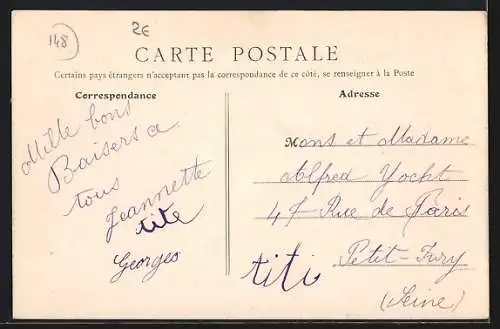 148
2€
CARTE POSTALE
Certains pays étrangers n'acceptant pas la correspondance de ce côté, se renseigner à la Poste
Correspondance
Mille bons
Baisers a
tous
Jeannette
tite
Georges
Adresse
Mons et Madame
Alfred Yocht
47 Rue de Paris
Petit-Ivry
(Seine)
titi